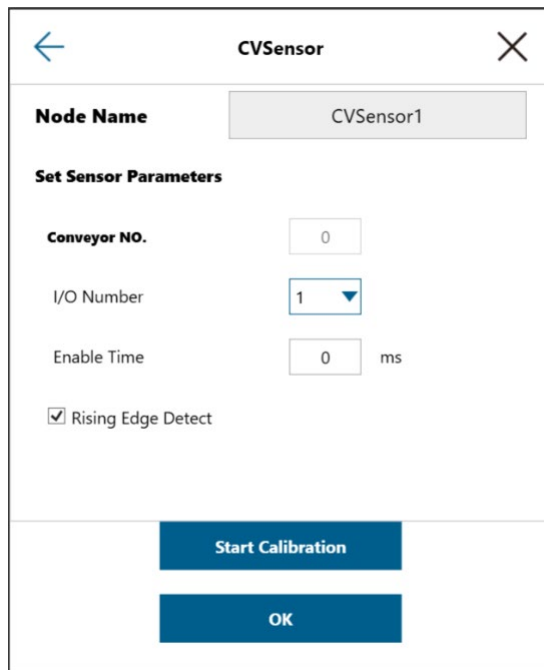 CVSensor
Node Name CVSensor1
Set Sensor Parameters
Conveyor NO. 0
I/O Number 1
Enable Time 0 ms
Rising Edge Detect
Start Calibration
OK